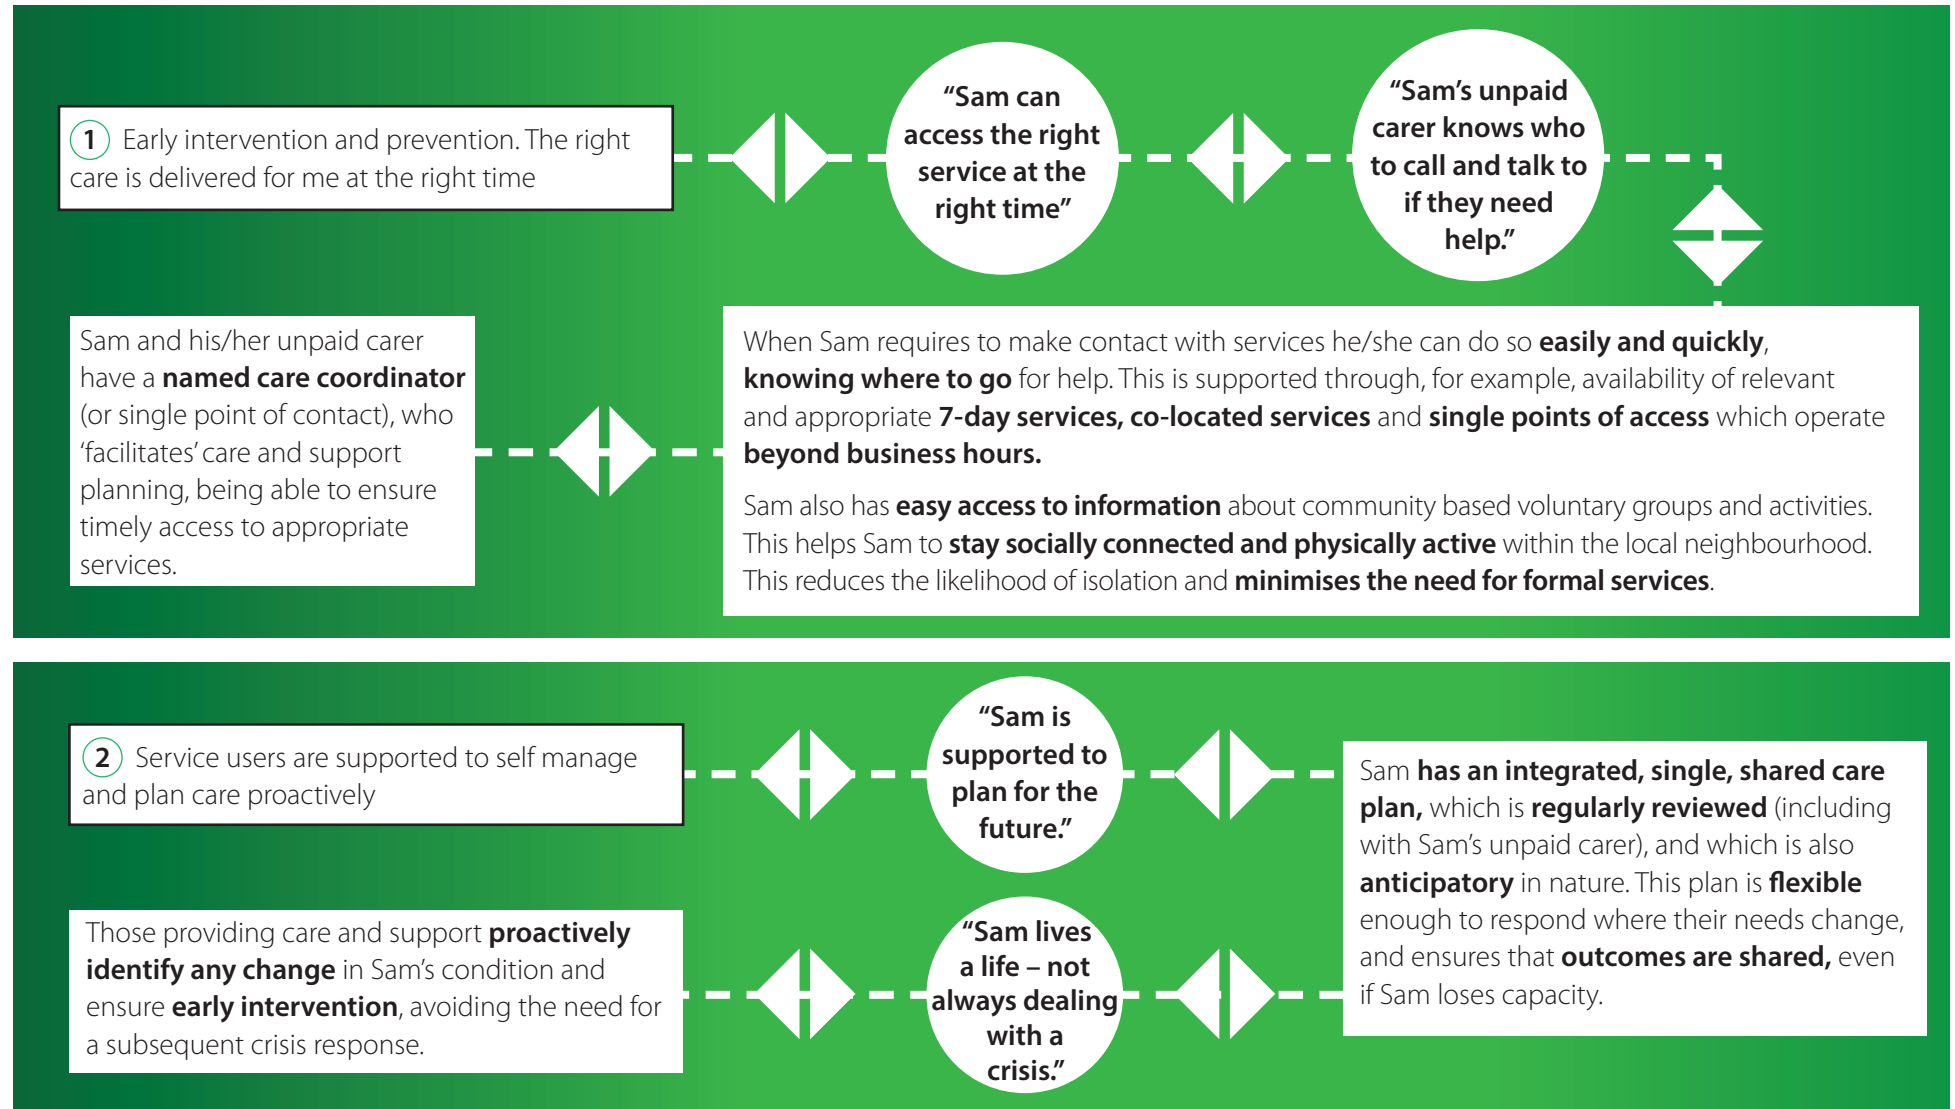 1 Early intervention and prevention. The right
care is delivered for me at the right time
“Sam can
access the right
service at the
right time”
“Sam’s unpaid
carer knows who
to call and talk to
if they need
help.”
When Sam requires to make contact with services he/she can do so easily and quickly,
knowing where to go for help. This is supported through, for example, availability of relevant
and appropriate 7-day services, co-located services and single points of access which operate
beyond business hours.
Sam also has easy access to information about community based voluntary groups and activities.
This helps Sam to stay socially connected and physically active within the local neighbourhood.
This reduces the likelihood of isolation and minimises the need for formal services.
Sam and his/her unpaid carer
have a named care coordinator
(or single point of contact), who
‘facilitates’ care and support
planning, being able to ensure
timely access to appropriate
services.
2 Service users are supported to self manage
and plan care proactively
“Sam is
supported to
plan for the
future.”
Sam has an integrated, single, shared care
plan, which is regularly reviewed (including
with Sam’s unpaid carer), and which is also
anticipatory in nature. This plan is flexible
enough to respond where their needs change,
and ensures that outcomes are shared, even
if Sam loses capacity.
“Sam lives
a life – not
always dealing
with a
crisis.”
Those providing care and support proactively
identify any change in Sam’s condition and
ensure early intervention, avoiding the need for
a subsequent crisis response.